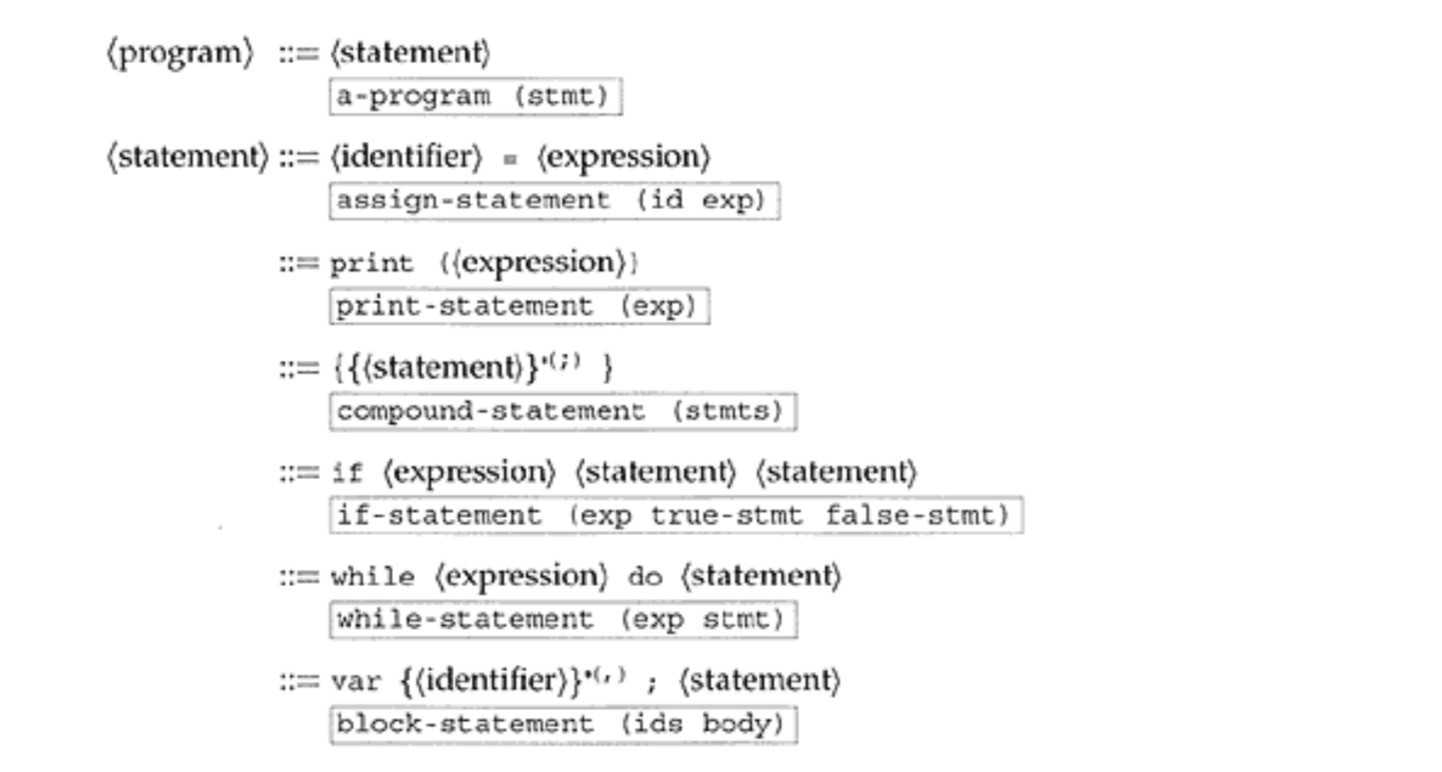 ⟨program⟩ ::= ⟨statement⟩
a-program (stmt)
⟨statement⟩ ::= ⟨identifier⟩ = ⟨expression⟩
assign-statement (id exp)
::= print (⟨expression⟩)
print-statement (exp)
::= {{⟨statement⟩}*(;) }
compound-statement (stmts)
::= if ⟨expression⟩ ⟨statement⟩ ⟨statement⟩
if-statement (exp true-stmt false-stmt)
::= while ⟨expression⟩ do ⟨statement⟩
while-statement (exp stmt)
::= var {⟨identifier⟩}*(,) ; ⟨statement⟩
block-statement (ids body)